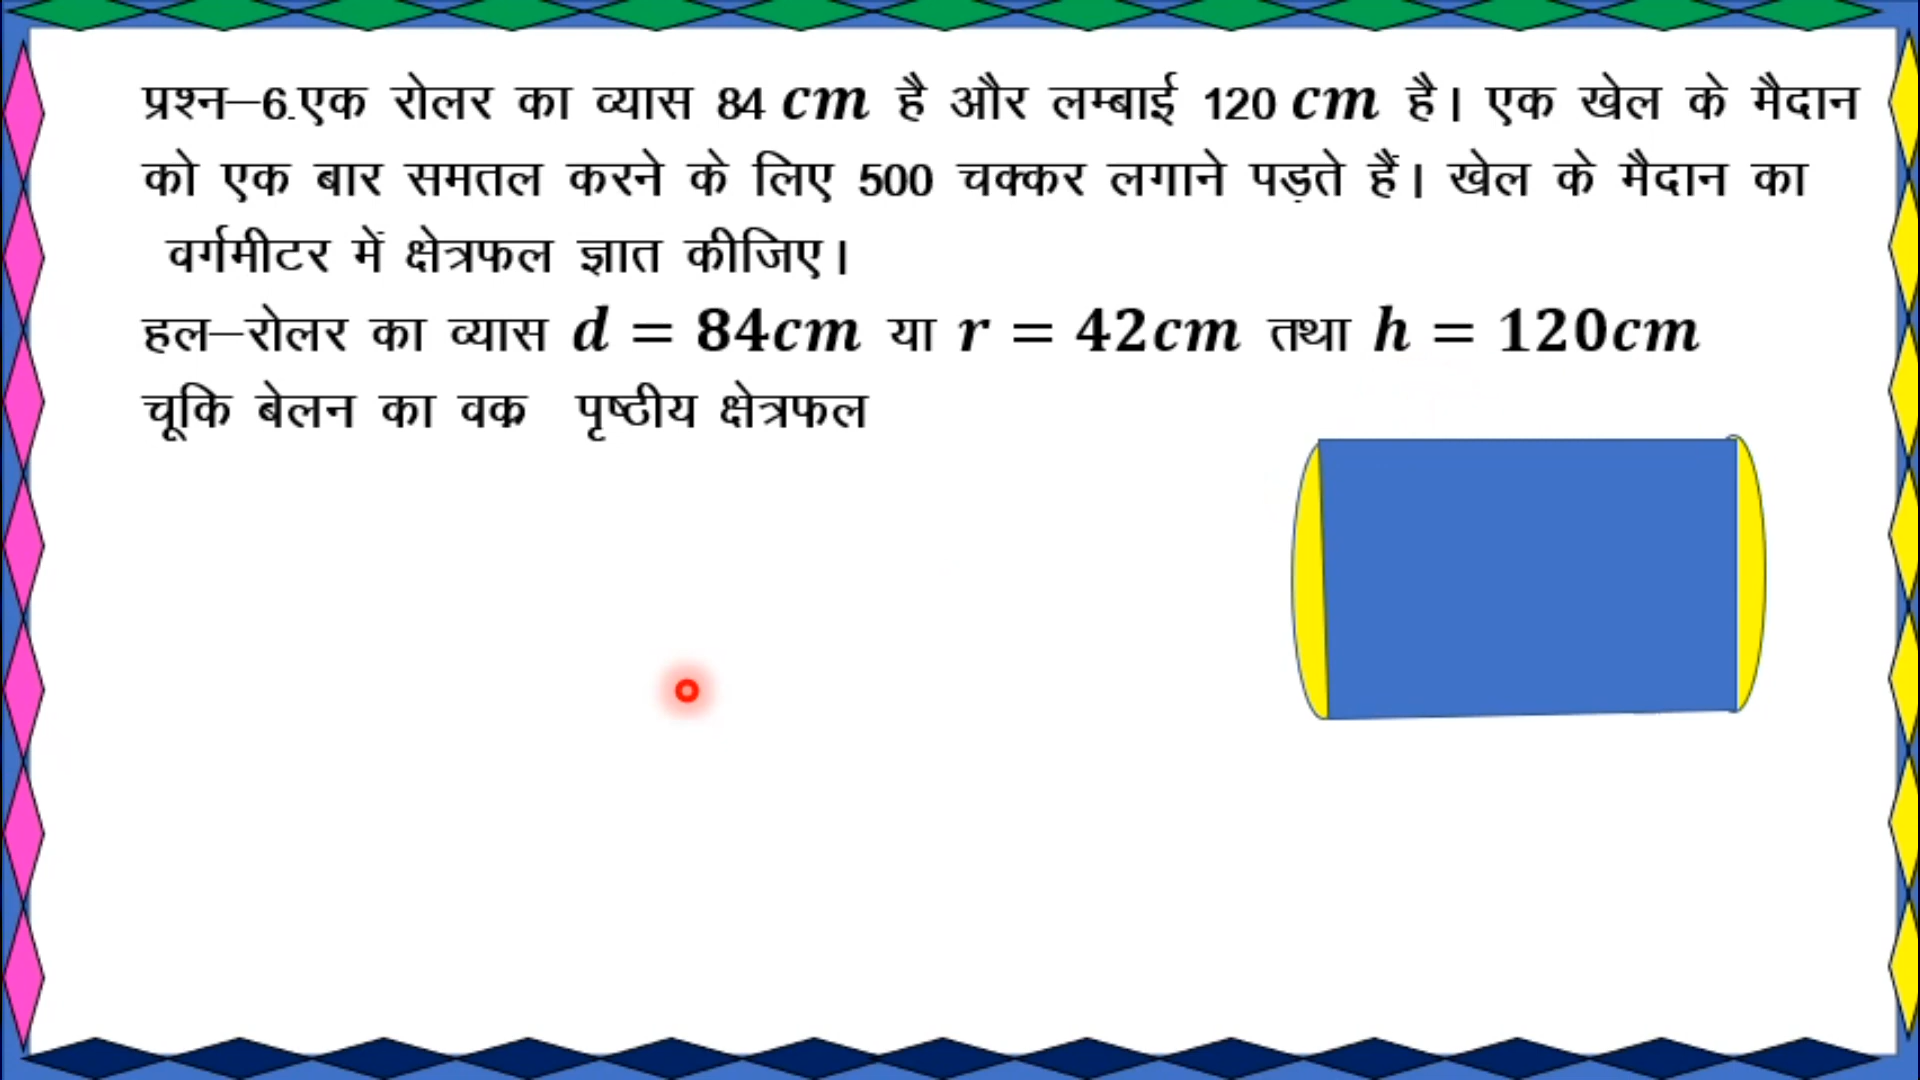 प्रश्न–6.एक रोलर का व्यास 84 cm है और लम्बाई 120 cm है। एक खेल के मैदान
को एक बार समतल करने के लिए 500 चक्कर लगाने पड़ते हैं। खेल के मैदान का
वर्गमीटर में क्षेत्रफल ज्ञात कीजिए।
हल–रोलर का व्यास d = 84cm या r = 42cm तथा h = 120cm
चूकि बेलन का वक्र पृष्ठीय क्षेत्रफल